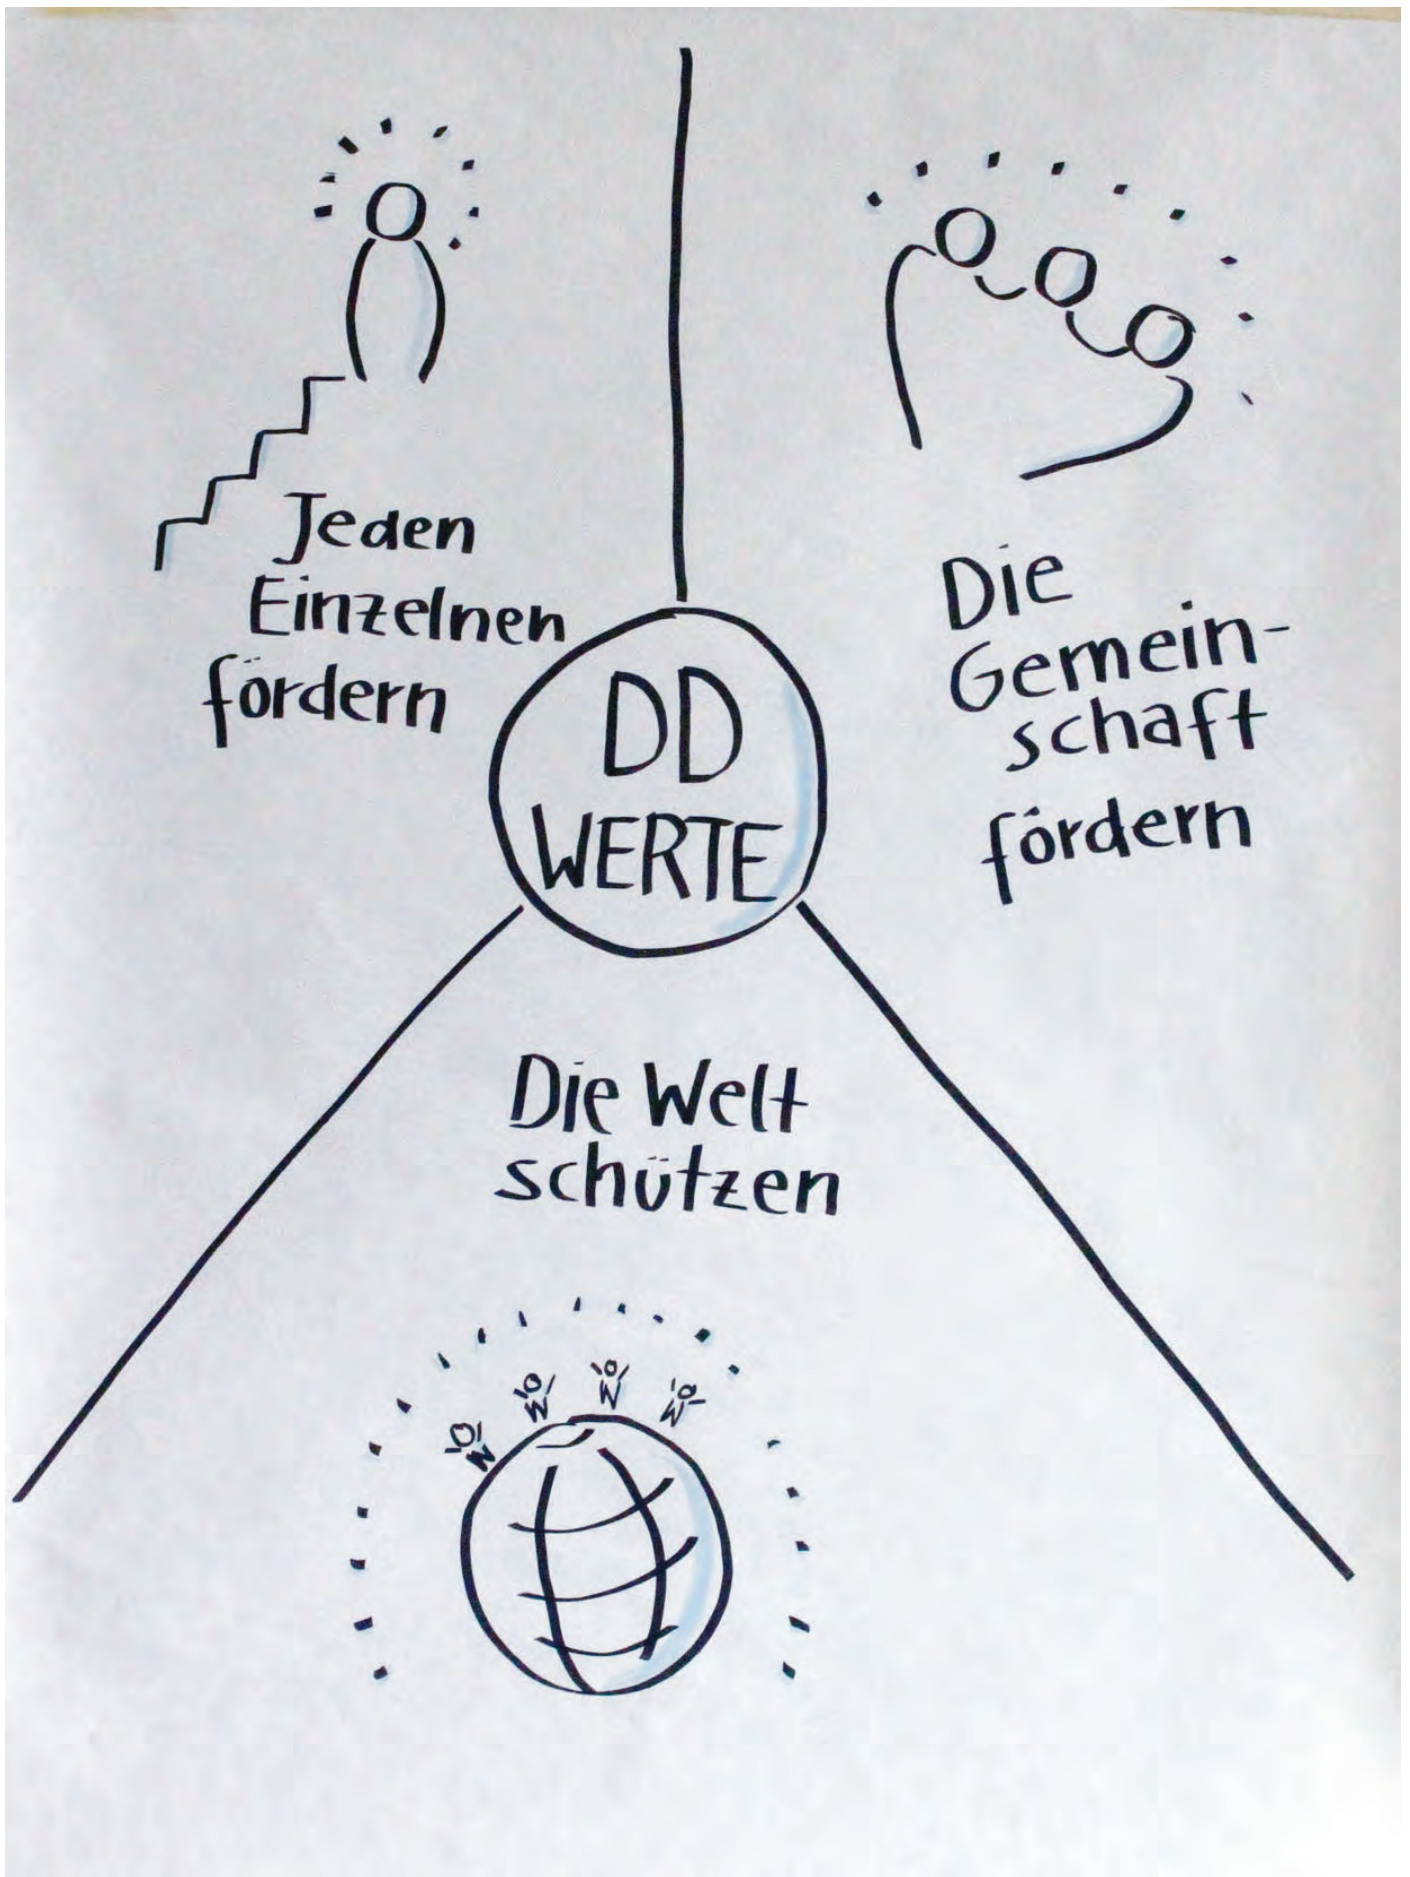 Jeden
Einzelnen
fördern
Die
Gemein-
schaft
fördern
DD
WERTE
Die Welt
schützen